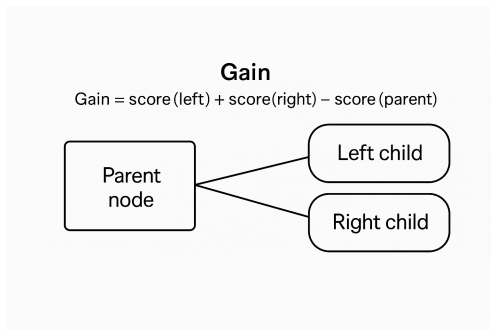 Gain
Gain = score (left) + score(right) – score (parent)
Parent
node
Left child
Right child